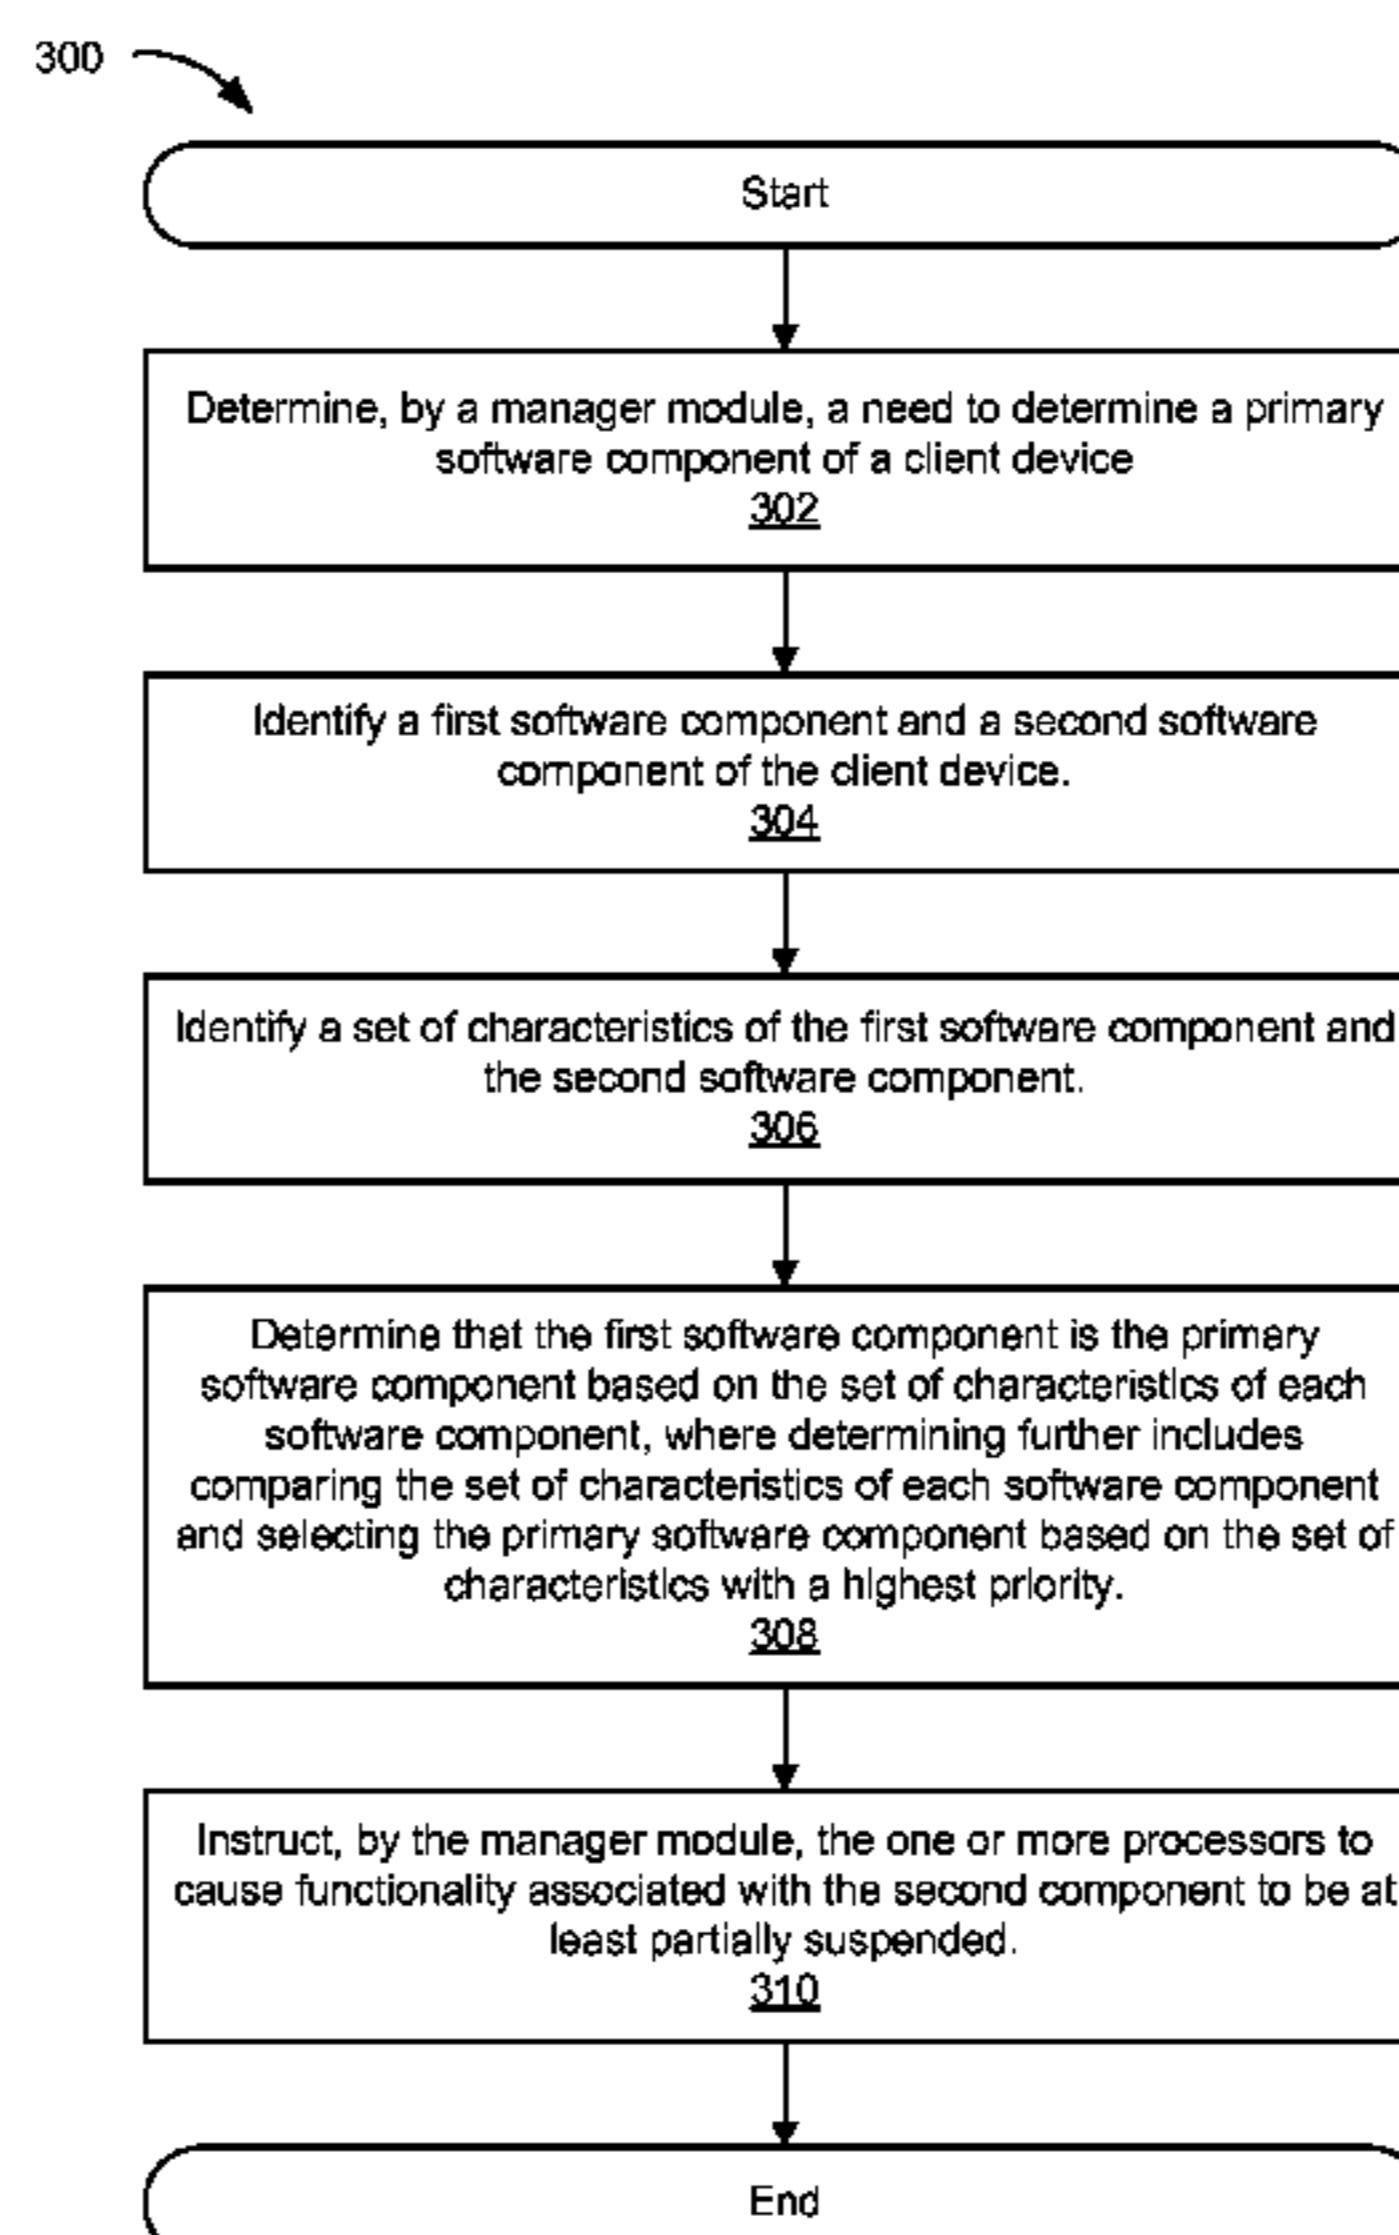 300
Start
Determine, by a manager module, a need to determine a primary
software component of a client device
302
Identify a first software component and a second software
component of the client device.
304
Identify a set of characteristics of the first software component and
the second software component.
306
Determine that the first software component is the primary
software component based on the set of characteristics of each
software component, where determining further includes
comparing the set of characteristics of each software component
and selecting the primary software component based on the set of
characteristics with a highest priority.
308
Instruct, by the manager module, the one or more processors to
cause functionality associated with the second component to be at
least partially suspended.
310
End